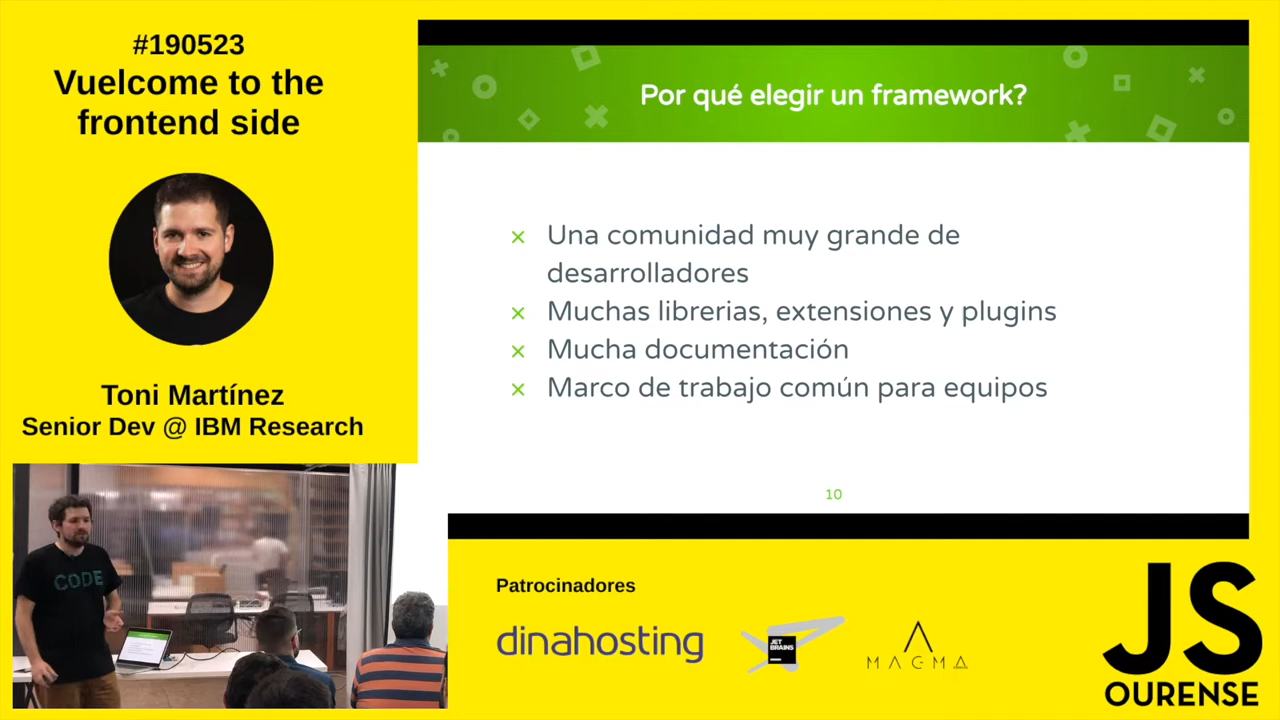 #190523
Vuelcome to the
frontend side
Toni Martínez
Senior Dev @ IBM Research
Por qué elegir un framework?
× Una comunidad muy grande de
desarrolladores
× Muchas librerias, extensiones y plugins
× Mucha documentación
× Marco de trabajo común para equipos
10
CODE
Patrocinadores
dinahosting
JET
BRAINS
MAGMA
JS
OURENSE